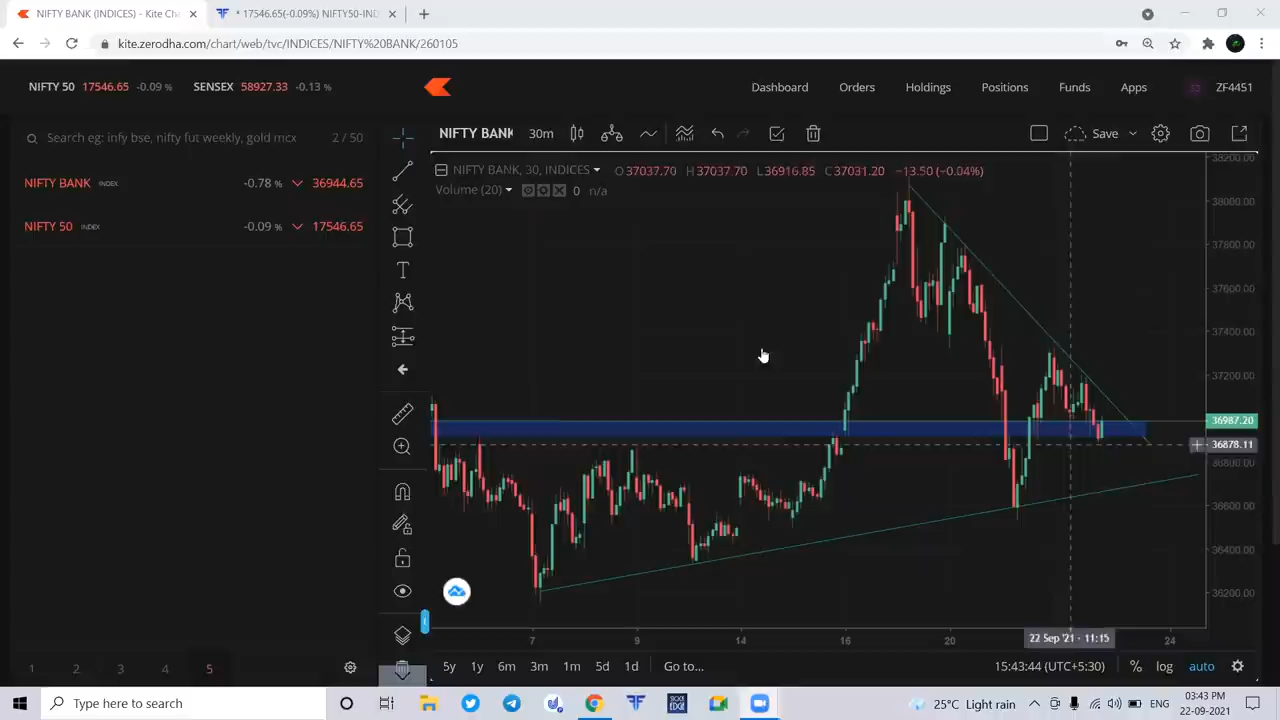 NIFTY BANK (INDICES) - Kite Cha
* 17546.65(-0.09%) NIFTY50-IND
kite.zerodha.com/chart/web/tvc/INDICES/NIFTY%20BANK/260105
NIFTY 50 17546.65 -0.09 % SENSEX 58927.33 -0.13 %
Dashboard Orders Holdings Positions Funds Apps ZF4451
Search eg: infy bse, nifty fut weekly, gold mcx 2 / 50
NIFTY BANK 30m Save
NIFTY BANK INDEX -0.78 % 36944.65
NIFTY 50 INDEX -0.09 % 17546.65
NIFTY BANK, 30, INDICES O 37037.70 H 37037.70 L 36916.85 C 37031.20 −13.50 (−0.04%)
Volume (20) 0 n/a
38200.00
38000.00
37800.00
37600.00
37400.00
37200.00
36987.20
36878.11
36800.00
36600.00
36400.00
36200.00
7 9 14 16 20 22 Sep '21 - 11:15 24
1 2 3 4 5
5y 1y 6m 3m 1m 5d 1d Go to... 15:43:44 (UTC+5:30) % log auto
Type here to search
25°C Light rain
ENG
03:43 PM
22-09-2021